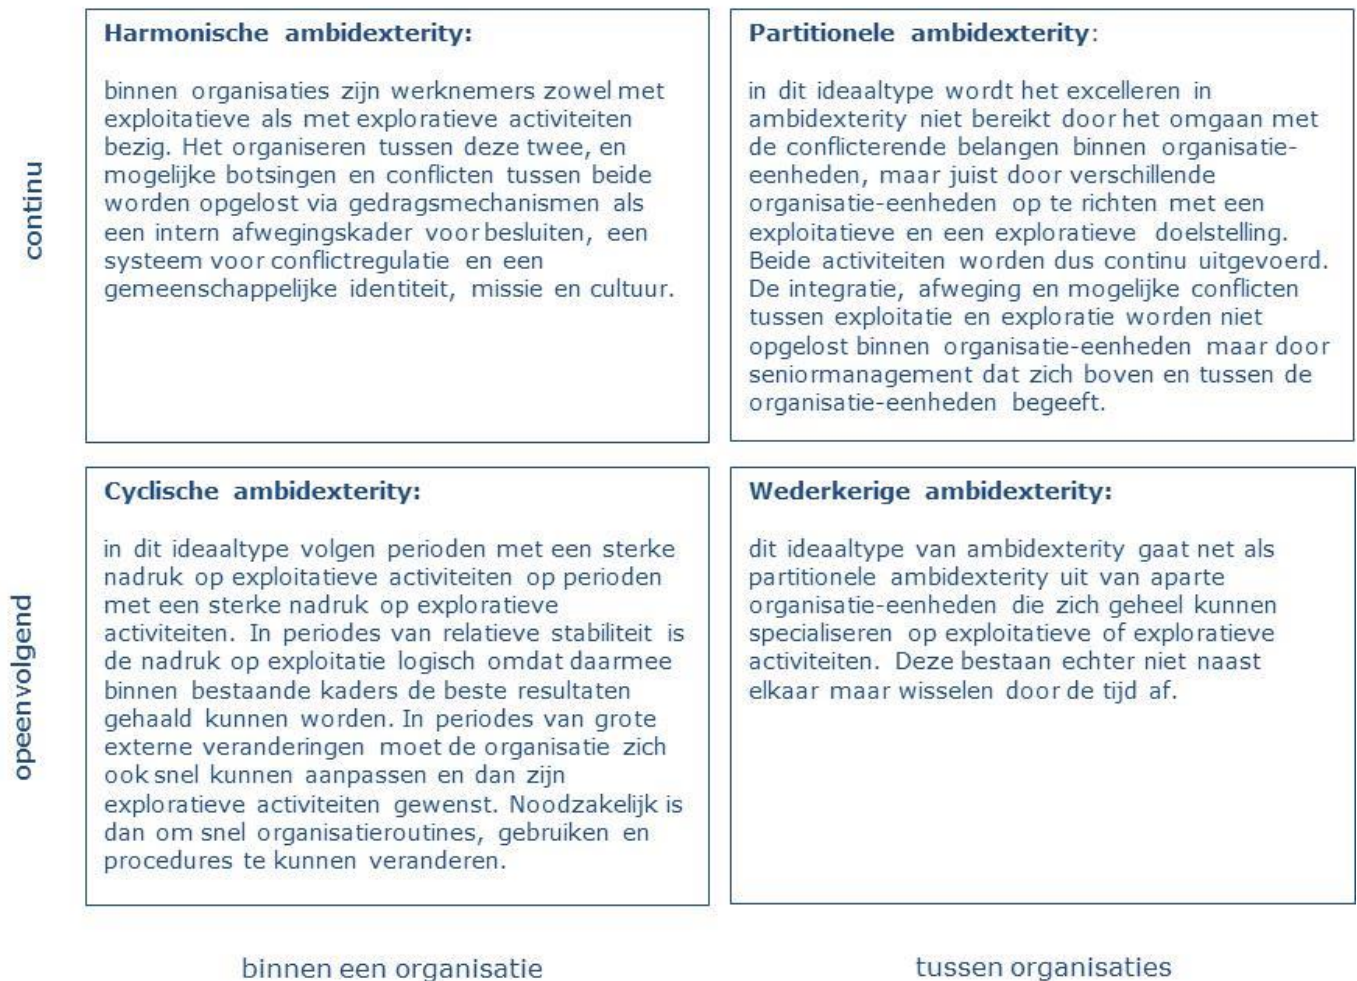 continu
Harmonische ambidexterity:
binnen organisaties zijn werknemers zowel met
exploitatieve als met exploratieve activiteiten
bezig. Het organiseren tussen deze twee, en
mogelijke botsingen en conflicten tussen beide
worden opgelost via gedragsmechanismen als
een intern afwegingskader voor besluiten, een
systeem voor conflictregulatie en een
gemeenschappelijke identiteit, missie en cultuur.
Partitionele ambidexterity:
in dit ideaaltype wordt het excelleren in
ambidexterity niet bereikt door het omgaan met
de conflicterende belangen binnen organisatie-
eenheden, maar juist door verschillende
organisatie-eenheden op te richten met een
exploitatieve en een exploratieve doelstelling.
Beide activiteiten worden dus continu uitgevoerd.
De integratie, afweging en mogelijke conflicten
tussen exploitatie en exploratie worden niet
opgelost binnen organisatie-eenheden maar door
seniormanagement dat zich boven en tussen de
organisatie-eenheden begeeft.
opeenvolgend
Cyclische ambidexterity:
in dit ideaaltype volgen perioden met een sterke
nadruk op exploitatieve activiteiten op perioden
met een sterke nadruk op exploratieve
activiteiten. In periodes van relatieve stabiliteit is
de nadruk op exploitatie logisch omdat daarmee
binnen bestaande kaders de beste resultaten
gehaald kunnen worden. In periodes van grote
externe veranderingen moet de organisatie zich
ook snel kunnen aanpassen en dan zijn
exploratieve activiteiten gewenst. Noodzakelijk is
dan om snel organisatieroutines, gebruiken en
procedures te kunnen veranderen.
Wederkerige ambidexterity:
dit ideaaltype van ambidexterity gaat net als
partitionele ambidexterity uit van aparte
organisatie-eenheden die zich geheel kunnen
specialiseren op exploitatieve of exploratieve
activiteiten. Deze bestaan echter niet naast
elkaar maar wisselen door de tijd af.
binnen een organisatie
tussen organisaties